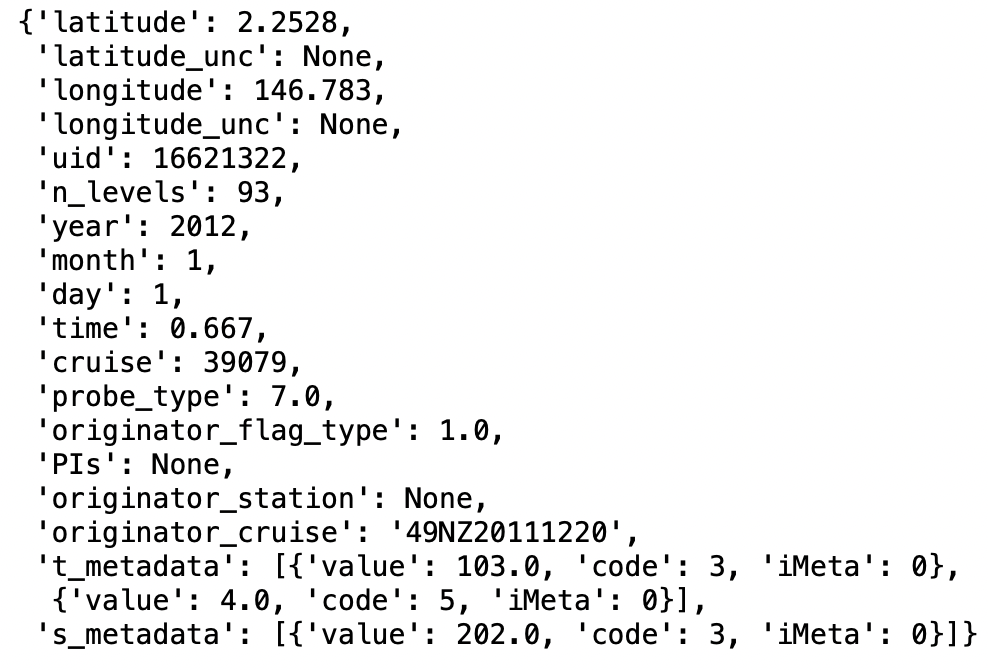 {'latitude': 2.2528,
 'latitude_unc': None,
 'longitude': 146.783,
 'longitude_unc': None,
 'uid': 16621322,
 'n_levels': 93,
 'year': 2012,
 'month': 1,
 'day': 1,
 'time': 0.667,
 'cruise': 39079,
 'probe_type': 7.0,
 'originator_flag_type': 1.0,
 'PIs': None,
 'originator_station': None,
 'originator_cruise': '49NZ20111220',
 't_metadata': [{'value': 103.0, 'code': 3, 'iMeta': 0},
  {'value': 4.0, 'code': 5, 'iMeta': 0}],
 's_metadata': [{'value': 202.0, 'code': 3, 'iMeta': 0}]}